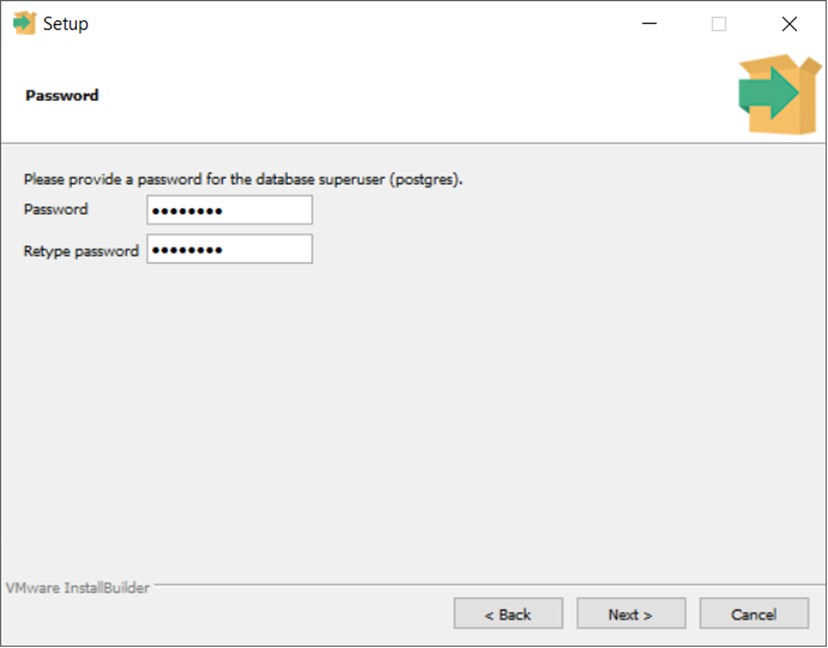 Setup
Password
Please provide a password for the database superuser (postgres).
Password ••••••••
Retype password ••••••••
VMware InstallBuilder
< Back Next > Cancel